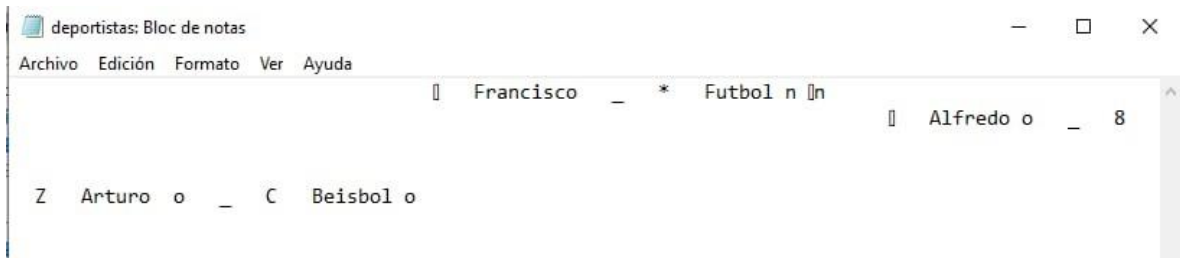 deportistas: Bloc de notas
Archivo Edición Formato Ver Ayuda
▯ Francisco _ * Futbol n ▯n
▯ Alfredo o _ 8
Z Arturo o _ C Beisbol o